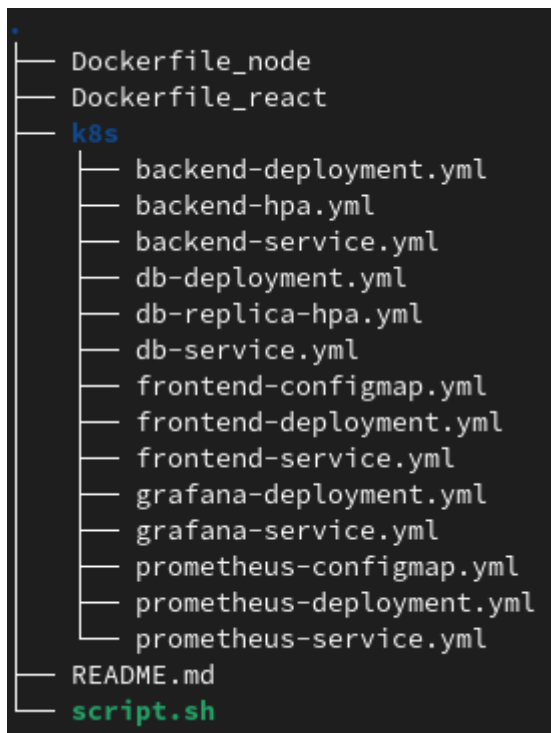 .
├── Dockerfile_node
├── Dockerfile_react
├── k8s
│   ├── backend-deployment.yml
│   ├── backend-hpa.yml
│   ├── backend-service.yml
│   ├── db-deployment.yml
│   ├── db-replica-hpa.yml
│   ├── db-service.yml
│   ├── frontend-configmap.yml
│   ├── frontend-deployment.yml
│   ├── frontend-service.yml
│   ├── grafana-deployment.yml
│   ├── grafana-service.yml
│   ├── prometheus-configmap.yml
│   ├── prometheus-deployment.yml
│   └── prometheus-service.yml
├── README.md
└── script.sh